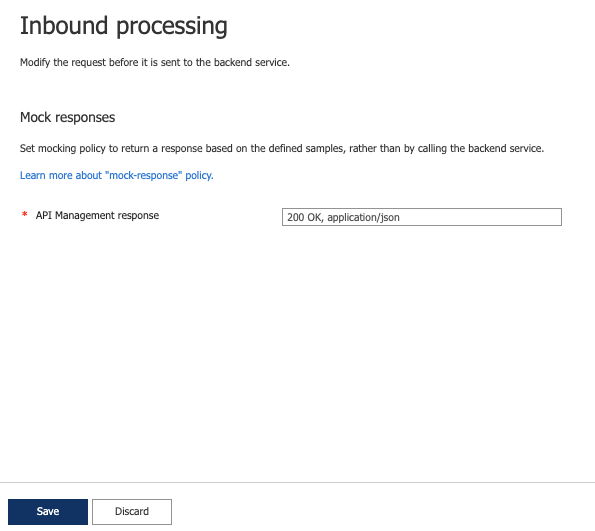 Inbound processing
Modify the request before it is sent to the backend service.
Mock responses
Set mocking policy to return a response based on the defined samples, rather than by calling the backend service.
Learn more about "mock-response" policy.
* API Management response
200 OK, application/json
Save
Discard